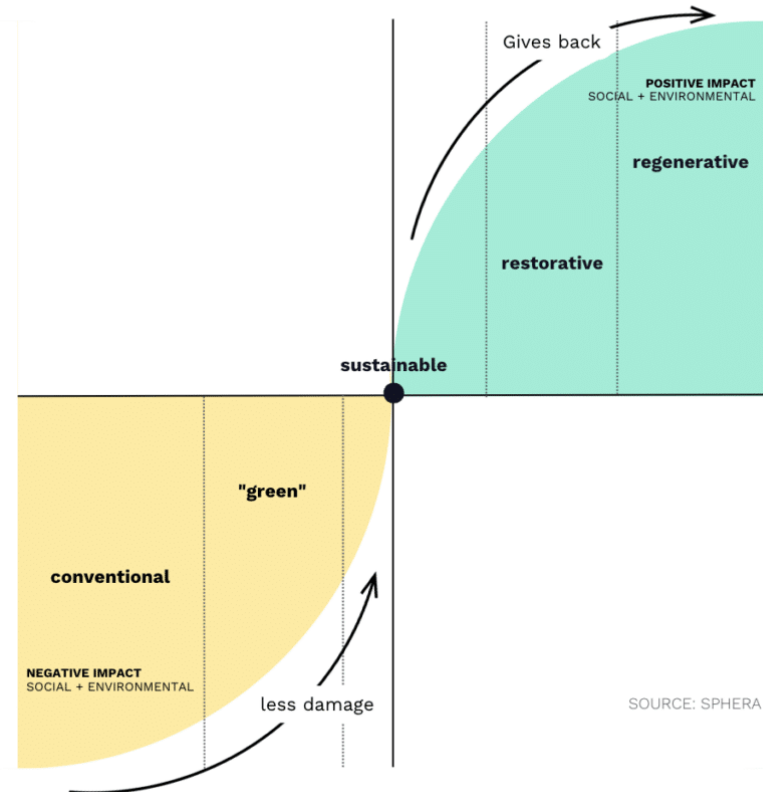 Gives back
POSITIVE IMPACT
SOCIAL + ENVIRONMENTAL
regenerative
restorative
sustainable
"green"
conventional
NEGATIVE IMPACT
SOCIAL + ENVIRONMENTAL
less damage
SOURCE: SPHERA